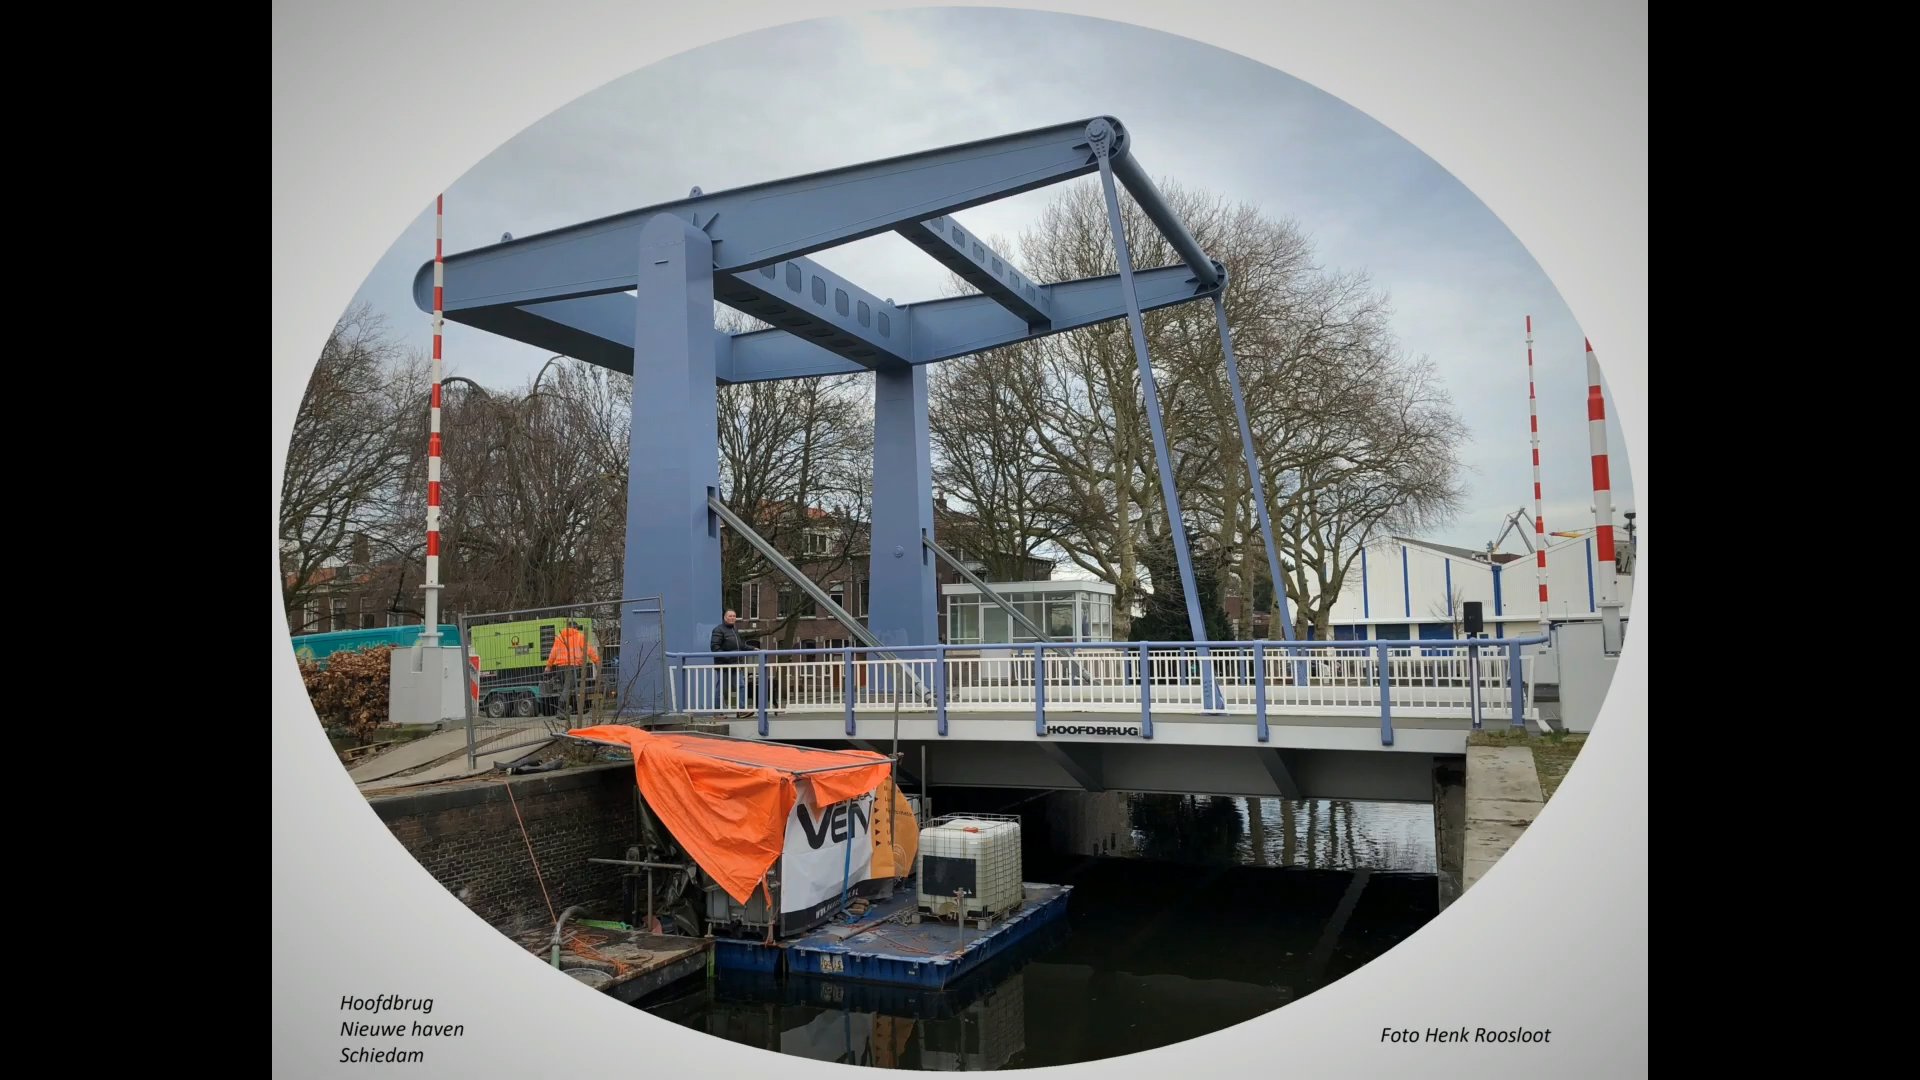 HOOFDBRUG
VEN
Hoofdbrug
Nieuwe haven
Schiedam
Foto Henk Roosloot